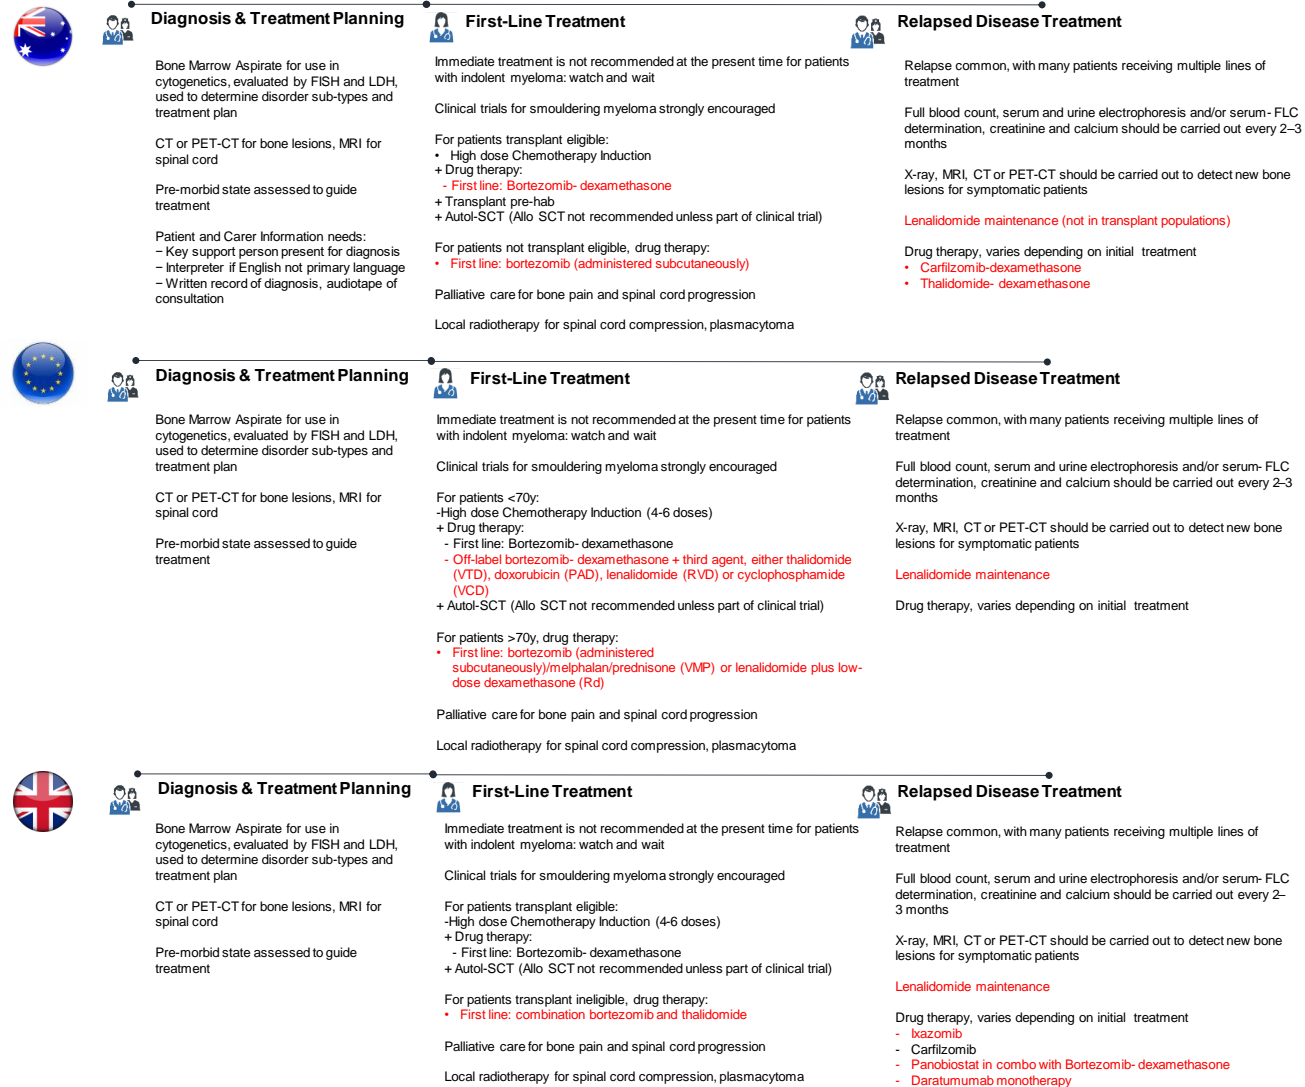 Diagnosis & Treatment Planning
Bone Marrow Aspirate for use in
cytogenetics, evaluated by FISH and LDH,
used to determine disorder sub-types and
treatment plan
CT or PET-CT for bone lesions, MRI for
spinal cord
Pre-morbid state assessed to guide
treatment
Patient and Carer Information needs:
− Key support person present for diagnosis
− Interpreter if English not primary language
− Written record of diagnosis, audiotape of
consultation
First-Line Treatment
Immediate treatment is not recommended at the present time for patients
with indolent myeloma: watch and wait
Clinical trials for smouldering myeloma strongly encouraged
For patients transplant eligible:
• High dose Chemotherapy Induction
+ Drug therapy:
- First line: Bortezomib- dexamethasone
+ Transplant pre-hab
+ Autol-SCT (Allo SCT not recommended unless part of clinical trial)
For patients not transplant eligible, drug therapy:
• First line: bortezomib (administered subcutaneously)
Palliative care for bone pain and spinal cord progression
Local radiotherapy for spinal cord compression, plasmacytoma
Relapsed Disease Treatment
Relapse common, with many patients receiving multiple lines of
treatment
Full blood count, serum and urine electrophoresis and/or serum- FLC
determination, creatinine and calcium should be carried out every 2–3
months
X-ray, MRI, CT or PET-CT should be carried out to detect new bone
lesions for symptomatic patients
Lenalidomide maintenance (not in transplant populations)
Drug therapy, varies depending on initial treatment
• Carfilzomib-dexamethasone
• Thalidomide- dexamethasone
Diagnosis & Treatment Planning
Bone Marrow Aspirate for use in
cytogenetics, evaluated by FISH and LDH,
used to determine disorder sub-types and
treatment plan
CT or PET-CT for bone lesions, MRI for
spinal cord
Pre-morbid state assessed to guide
treatment
First-Line Treatment
Immediate treatment is not recommended at the present time for patients
with indolent myeloma: watch and wait
Clinical trials for smouldering myeloma strongly encouraged
For patients <70y:
-High dose Chemotherapy Induction (4-6 doses)
+ Drug therapy:
- First line: Bortezomib- dexamethasone
- Off-label bortezomib- dexamethasone + third agent, either thalidomide
(VTD), doxorubicin (PAD), lenalidomide (RVD) or cyclophosphamide
(VCD)
+ Autol-SCT (Allo SCT not recommended unless part of clinical trial)
For patients >70y, drug therapy:
• First line: bortezomib (administered
subcutaneously)/melphalan/prednisone (VMP) or lenalidomide plus low-
dose dexamethasone (Rd)
Palliative care for bone pain and spinal cord progression
Local radiotherapy for spinal cord compression, plasmacytoma
Relapsed Disease Treatment
Relapse common, with many patients receiving multiple lines of
treatment
Full blood count, serum and urine electrophoresis and/or serum- FLC
determination, creatinine and calcium should be carried out every 2–3
months
X-ray, MRI, CT or PET-CT should be carried out to detect new bone
lesions for symptomatic patients
Lenalidomide maintenance
Drug therapy, varies depending on initial treatment
Diagnosis & Treatment Planning
Bone Marrow Aspirate for use in
cytogenetics, evaluated by FISH and LDH,
used to determine disorder sub-types and
treatment plan
CT or PET-CT for bone lesions, MRI for
spinal cord
Pre-morbid state assessed to guide
treatment
First-Line Treatment
Immediate treatment is not recommended at the present time for patients
with indolent myeloma: watch and wait
Clinical trials for smouldering myeloma strongly encouraged
For patients transplant eligible:
-High dose Chemotherapy Induction (4-6 doses)
+ Drug therapy:
- First line: Bortezomib- dexamethasone
+ Autol-SCT (Allo SCT not recommended unless part of clinical trial)
For patients transplant ineligible, drug therapy:
• First line: combination bortezomib and thalidomide
Palliative care for bone pain and spinal cord progression
Local radiotherapy for spinal cord compression, plasmacytoma
Relapsed Disease Treatment
Relapse common, with many patients receiving multiple lines of
treatment
Full blood count, serum and urine electrophoresis and/or serum- FLC
determination, creatinine and calcium should be carried out every 2–
3 months
X-ray, MRI, CT or PET-CT should be carried out to detect new bone
lesions for symptomatic patients
Lenalidomide maintenance
Drug therapy, varies depending on initial treatment
- Ixazomib
- Carfilzomib
- Panobiostat in combo with Bortezomib- dexamethasone
- Daratumumab monotherapy